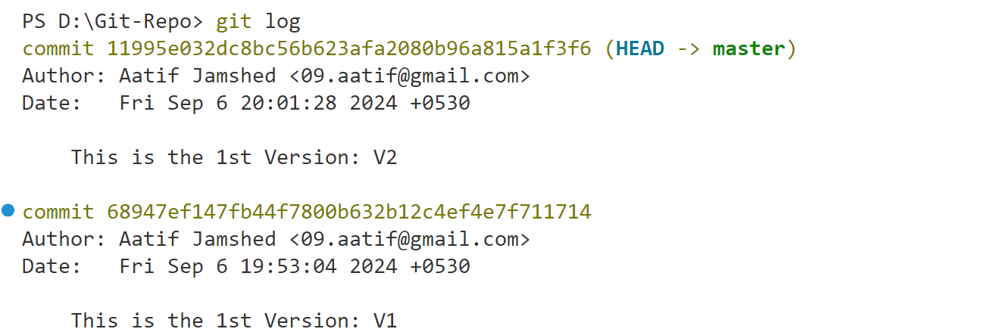 PS D:\Git-Repo> git log
commit 11995e032dc8bc56b623afa2080b96a815a1f3f6 (HEAD -> master)
Author: Aatif Jamshed <09.aatif@gmail.com>
Date:   Fri Sep 6 20:01:28 2024 +0530
    This is the 1st Version: V2
commit 68947ef147fb44f7800b632b12c4ef4e7f711714
Author: Aatif Jamshed <09.aatif@gmail.com>
Date:   Fri Sep 6 19:53:04 2024 +0530
    This is the 1st Version: V1